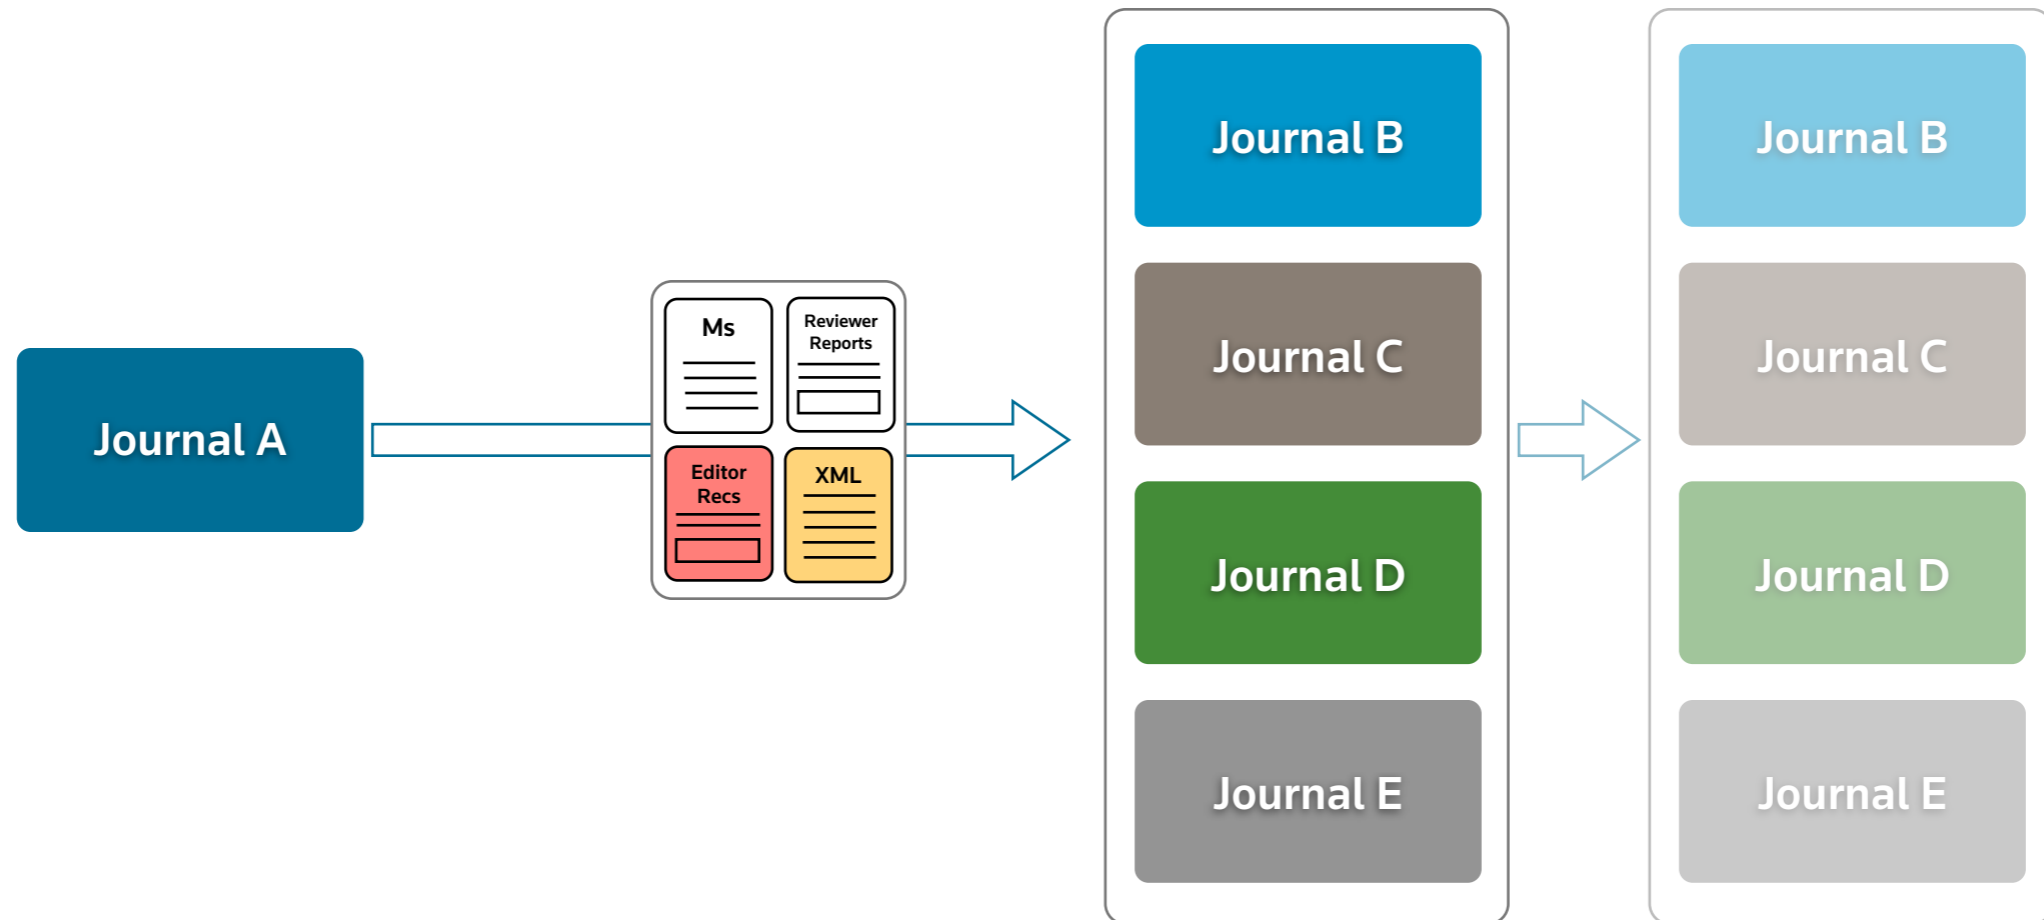 Journal A
Ms
Reviewer
Reports
Editor
Recs
XML
Journal B
Journal C
Journal D
Journal E
Journal B
Journal C
Journal D
Journal E